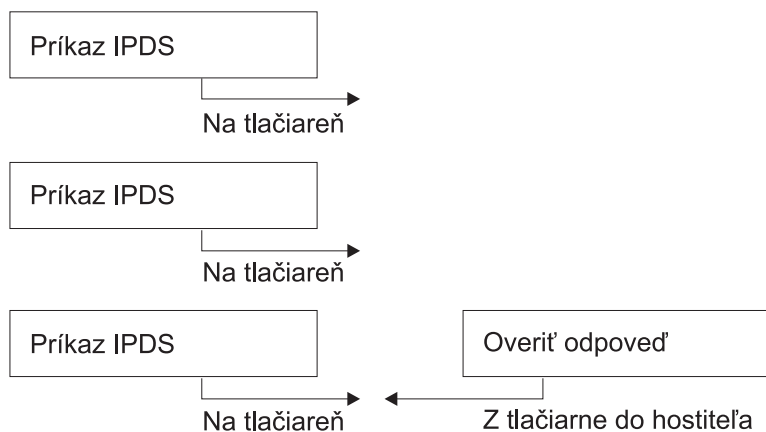 Príkaz IPDS
Na tlačiareň
Príkaz IPDS
Na tlačiareň
Príkaz IPDS
Overiť odpoveď
Na tlačiareň
Z tlačiarne do hostiteľa